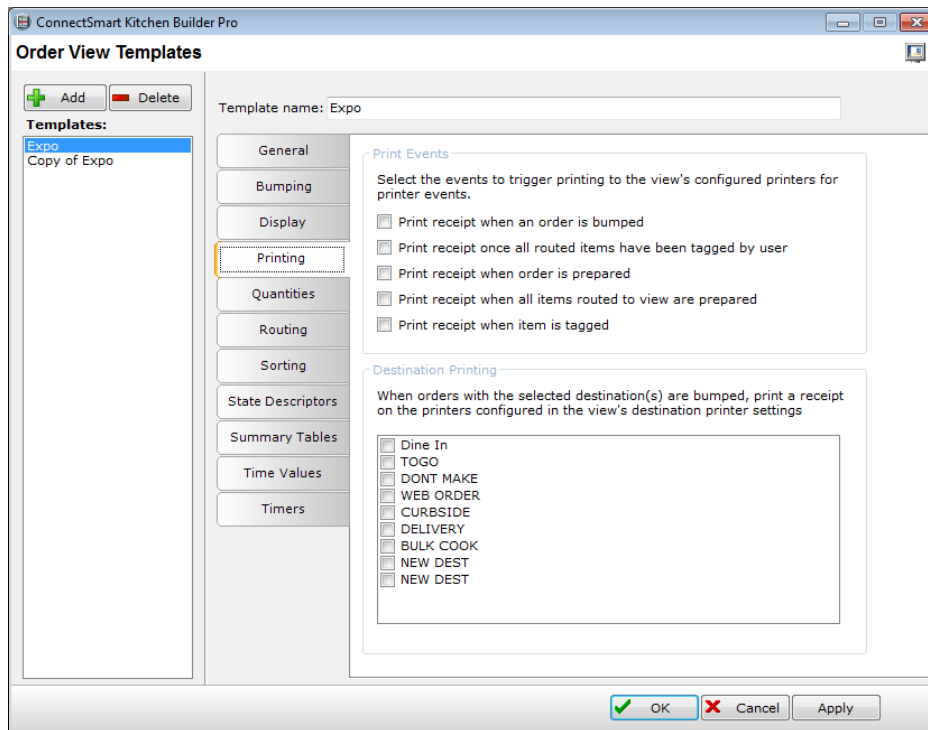 ConnectSmart Kitchen Builder Pro
Order View Templates
Add
Delete
Templates:
Expo
Copy of Expo
Template name: Expo
General
Bumping
Display
Printing
Quantities
Routing
Sorting
State Descriptors
Summary Tables
Time Values
Timers
Print Events
Select the events to trigger printing to the view's configured printers for
printer events.
Print receipt when an order is bumped
Print receipt once all routed items have been tagged by user
Print receipt when order is prepared
Print receipt when all items routed to view are prepared
Print receipt when item is tagged
Destination Printing
When orders with the selected destination(s) are bumped, print a receipt
on the printers configured in the view's destination printer settings
Dine In
TOGO
DONT MAKE
WEB ORDER
CURBSIDE
DELIVERY
BULK COOK
NEW DEST
NEW DEST
OK
Cancel
Apply